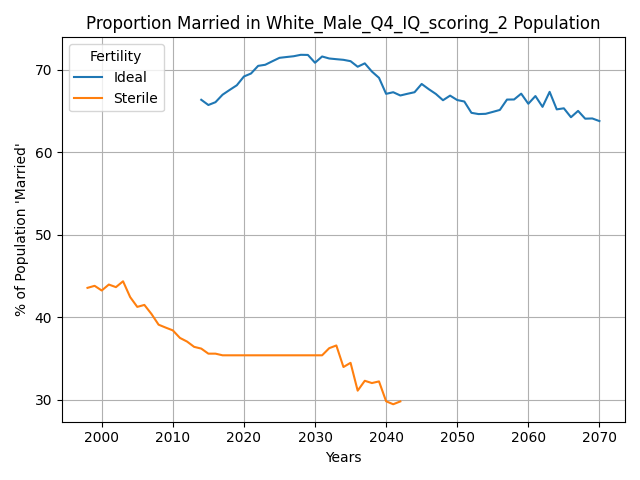 Proportion Married in White_Male_Q4_IQ_scoring_2 Population
Fertility
Ideal
Sterile
% of Population 'Married'
70
60
50
40
30
2000 2010 2020 2030 2040 2050 2060 2070
Years